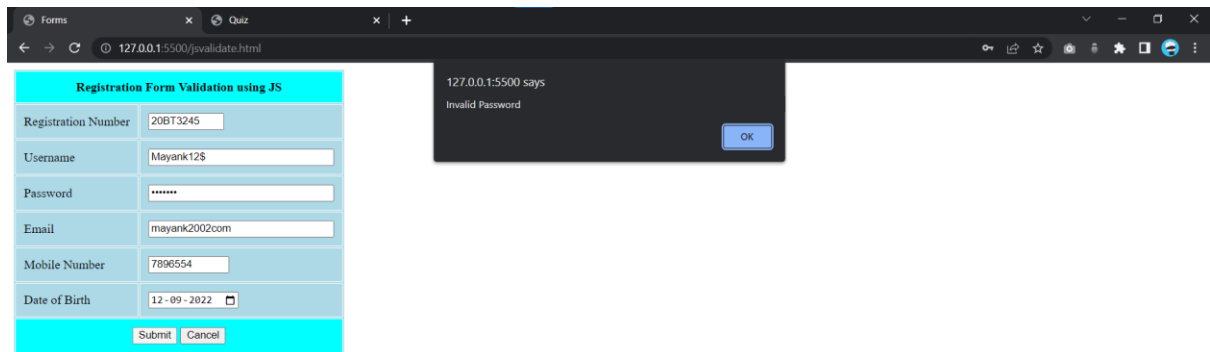 Forms
Quiz
127.0.0.1:5500/jsvalidate.html
127.0.0.1:5500 says
Invalid Password
OK
Registration Form Validation using JS
Registration Number 20BT3245
Username Mayank12$
Password •••••••
Email mayank2002com
Mobile Number 7896554
Date of Birth 12-09-2022
Submit Cancel